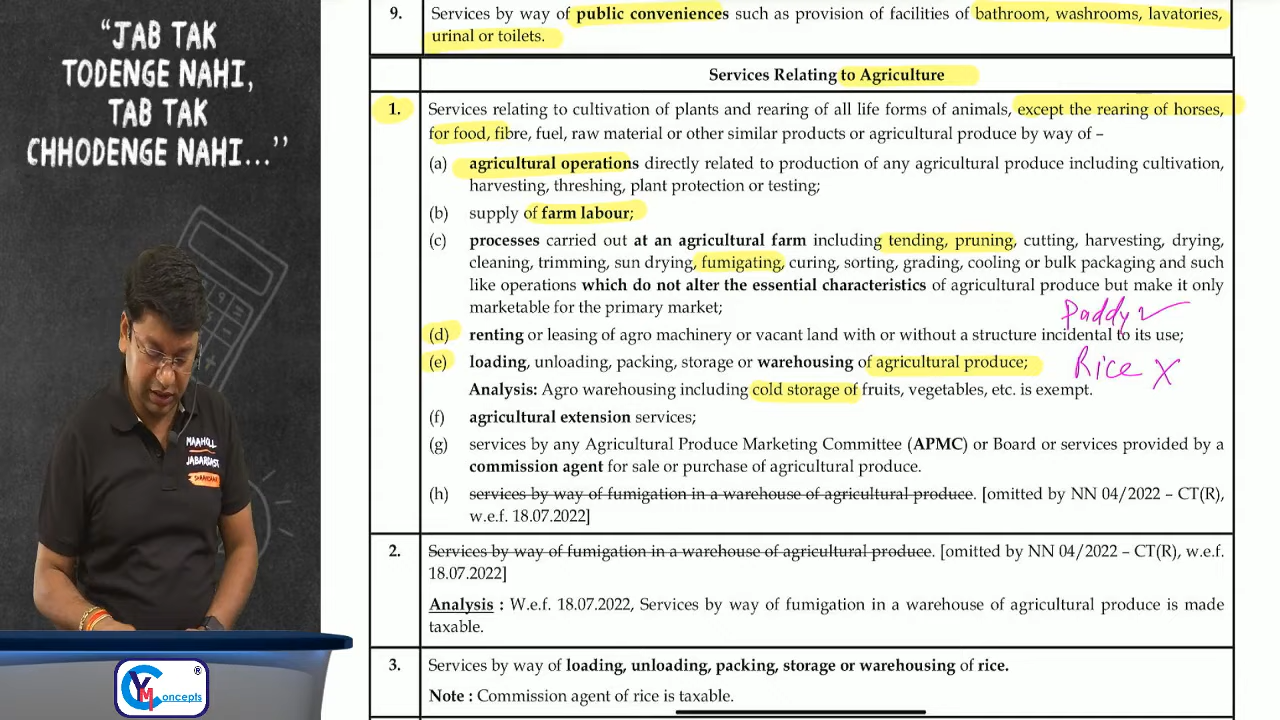 “JAB TAK
TODENGE NAHI,
TAB TAK
CHHODENGE NAHI...’’
MAAHOLL
JABARDAST
CYM Concepts ®
9. Services by way of public conveniences such as provision of facilities of bathroom, washrooms, lavatories,
urinal or toilets.
Services Relating to Agriculture
1. Services relating to cultivation of plants and rearing of all life forms of animals, except the rearing of horses,
for food, fibre, fuel, raw material or other similar products or agricultural produce by way of –
(a) agricultural operations directly related to production of any agricultural produce including cultivation,
harvesting, threshing, plant protection or testing;
(b) supply of farm labour;
(c) processes carried out at an agricultural farm including tending, pruning, cutting, harvesting, drying,
cleaning, trimming, sun drying, fumigating, curing, sorting, grading, cooling or bulk packaging and such
like operations which do not alter the essential characteristics of agricultural produce but make it only
marketable for the primary market;
Paddy ✓
(d) renting or leasing of agro machinery or vacant land with or without a structure incidental to its use;
(e) loading, unloading, packing, storage or warehousing of agricultural produce;
Rice X
Analysis: Agro warehousing including cold storage of fruits, vegetables, etc. is exempt.
(f) agricultural extension services;
(g) services by any Agricultural Produce Marketing Committee (APMC) or Board or services provided by a
commission agent for sale or purchase of agricultural produce.
(h) services by way of fumigation in a warehouse of agricultural produce. [omitted by NN 04/2022 – CT(R),
w.e.f. 18.07.2022]
2. Services by way of fumigation in a warehouse of agricultural produce. [omitted by NN 04/2022 – CT(R), w.e.f.
18.07.2022]
Analysis : W.e.f. 18.07.2022, Services by way of fumigation in a warehouse of agricultural produce is made
taxable.
3. Services by way of loading, unloading, packing, storage or warehousing of rice.
Note : Commission agent of rice is taxable.